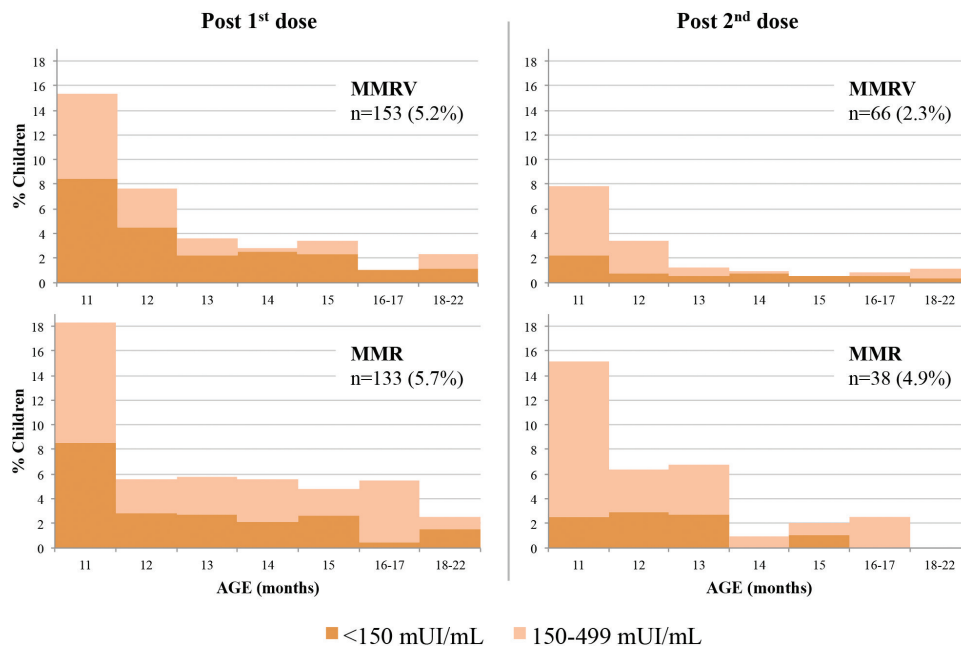 Post 1st dose
Post 2nd dose
% Children
18
16
14
12
10
8
6
4
2
0
MMRV
n=153 (5.2%)
11 12 13 14 15 16-17 18-22
% Children
18
16
14
12
10
8
6
4
2
0
MMRV
n=66 (2.3%)
11 12 13 14 15 16-17 18-22
% Children
18
16
14
12
10
8
6
4
2
0
MMR
n=133 (5.7%)
11 12 13 14 15 16-17 18-22
AGE (months)
% Children
18
16
14
12
10
8
6
4
2
0
MMR
n=38 (4.9%)
11 12 13 14 15 16-17 18-22
AGE (months)
<150 mUI/mL
150-499 mUI/mL